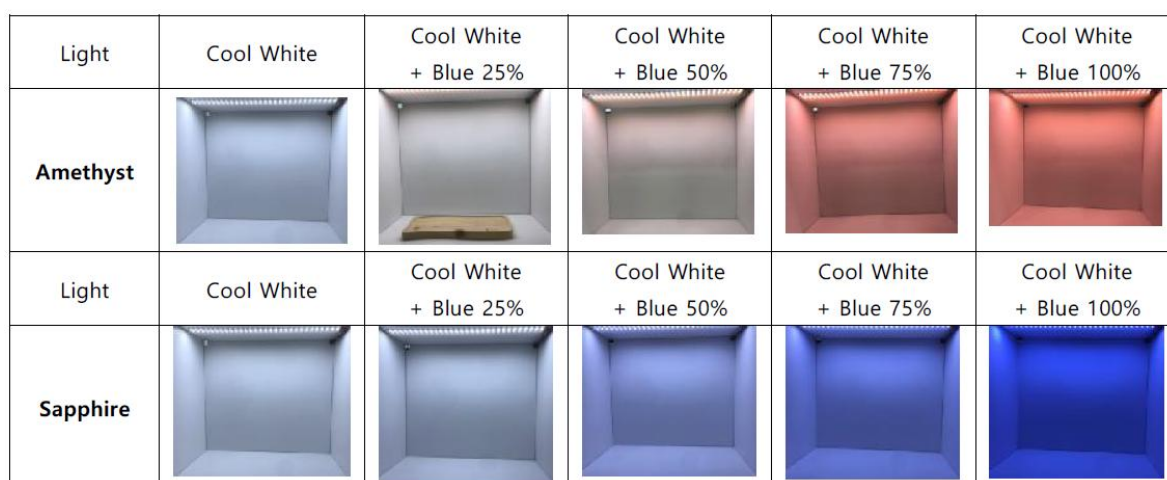 Light
Cool White
Cool White
+ Blue 25%
Cool White
+ Blue 50%
Cool White
+ Blue 75%
Cool White
+ Blue 100%
Amethyst
Light
Cool White
Cool White
+ Blue 25%
Cool White
+ Blue 50%
Cool White
+ Blue 75%
Cool White
+ Blue 100%
Sapphire